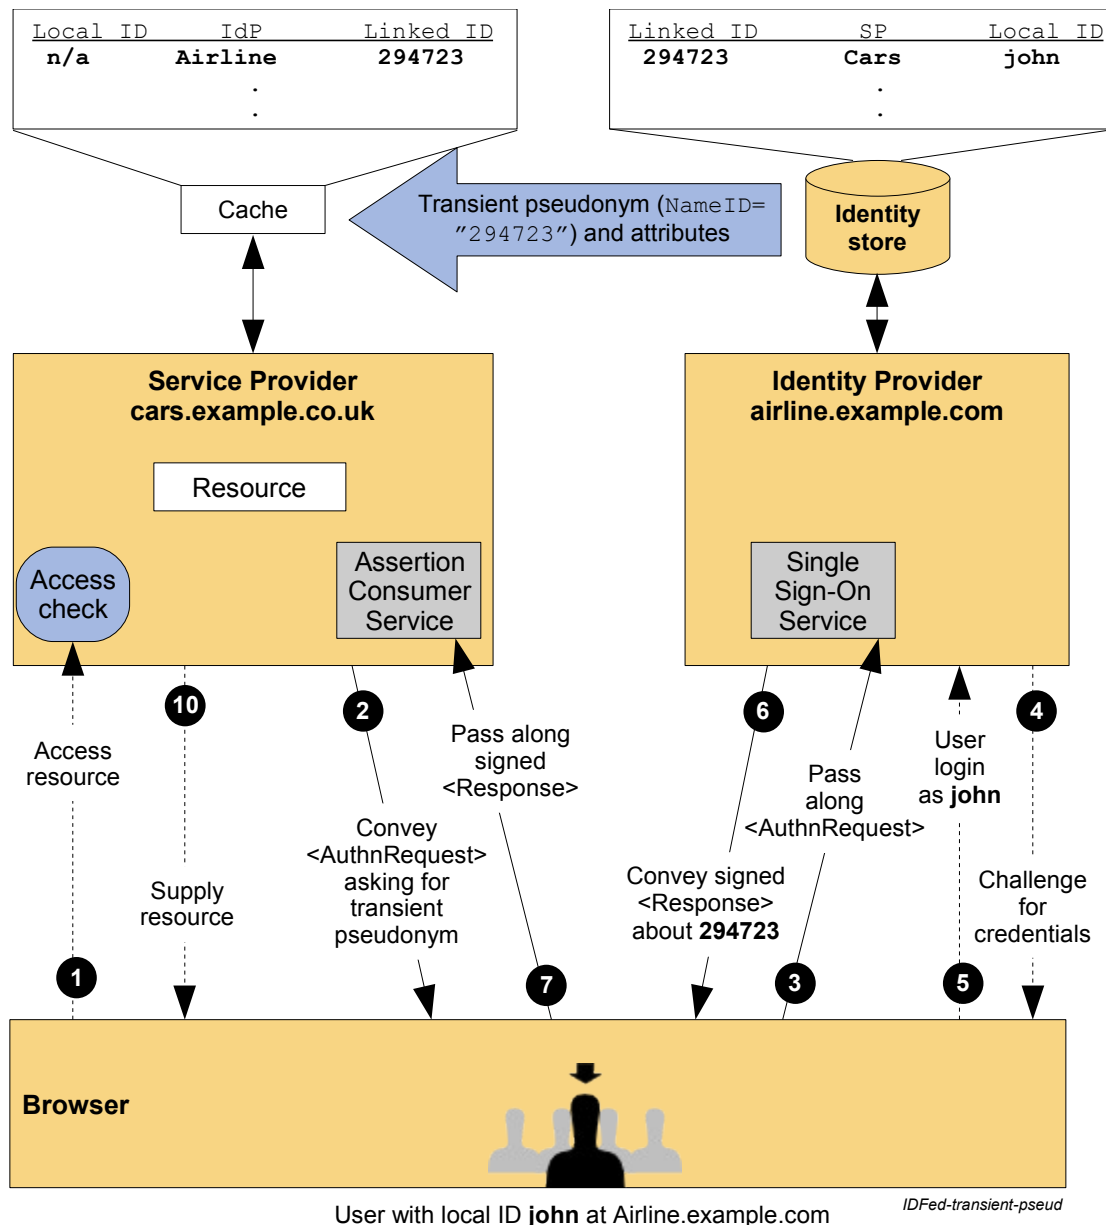 Local ID IdP Linked ID
n/a Airline 294723
.
.
Linked ID SP Local ID
294723 Cars john
.
.
Cache
Transient pseudonym (NameID=
"294723") and attributes
Identity
store
Service Provider
cars.example.co.uk
Resource
Access
check
Assertion
Consumer
Service
Identity Provider
airline.example.com
Single
Sign-On
Service
1
Access
resource
10
Supply
resource
2
Convey
<AuthnRequest>
asking for
transient
pseudonym
Pass along
signed
<Response>
7
6
Convey signed
<Response>
about 294723
Pass
along
<AuthnRequest>
3
User
login
as john
5
4
Challenge
for
credentials
Browser
User with local ID john at Airline.example.com
IDFed-transient-pseud